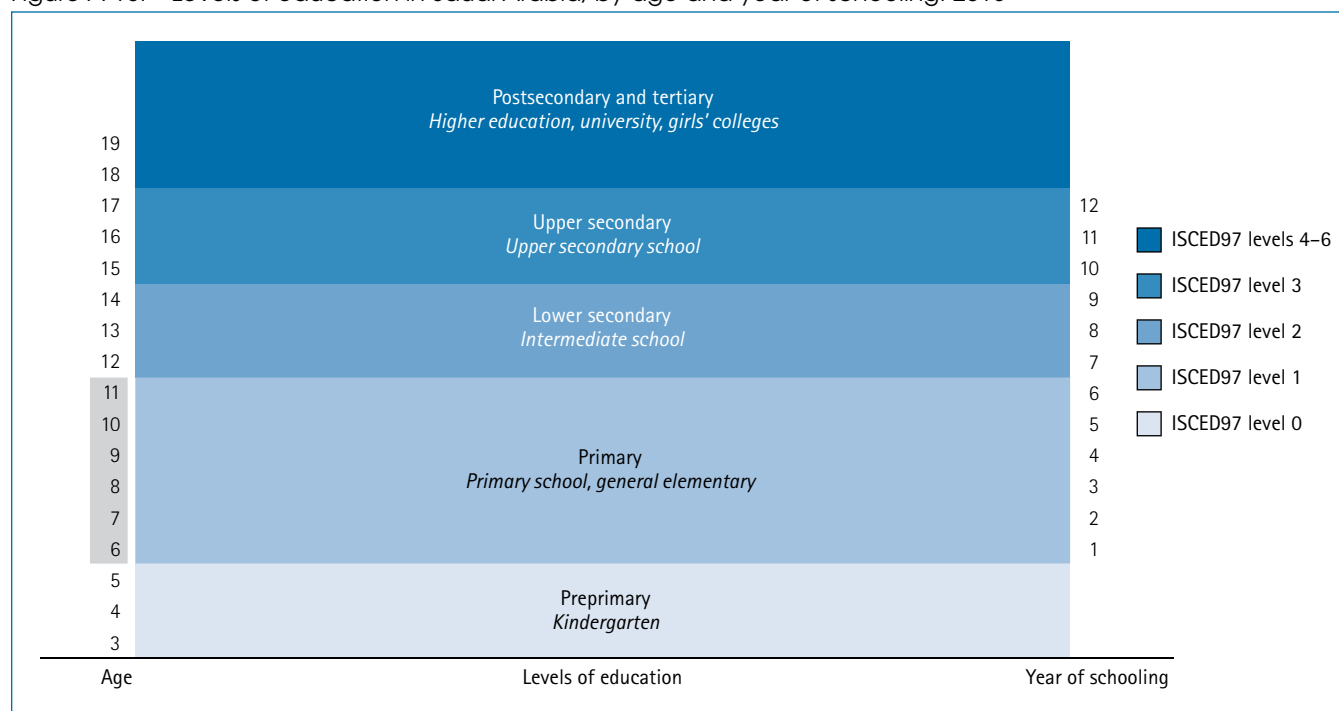 Postsecondary and tertiary
Higher education, university, girls' colleges
19
18
17
16
15
14
13
12
11
10
9
8
7
6
5
4
3
Upper secondary
Upper secondary school
Lower secondary
Intermediate school
Primary
Primary school, general elementary
Preprimary
Kindergarten
12
11
10
9
8
7
6
5
4
3
2
1
ISCED97 levels 4–6
ISCED97 level 3
ISCED97 level 2
ISCED97 level 1
ISCED97 level 0
Age
Levels of education
Year of schooling